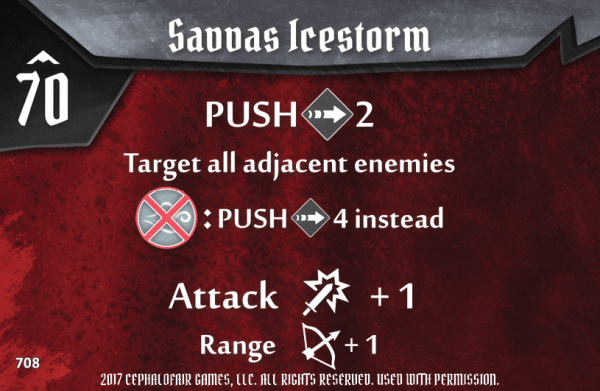 Savvas Icestorm
70
PUSH 2
Target all adjacent enemies
: PUSH 4 instead
Attack + 1
Range + 1
708
2017 CEPHALOFAIR GAMES, LLC. ALL RIGHTS RESERVED. USED WITH PERMISSION.